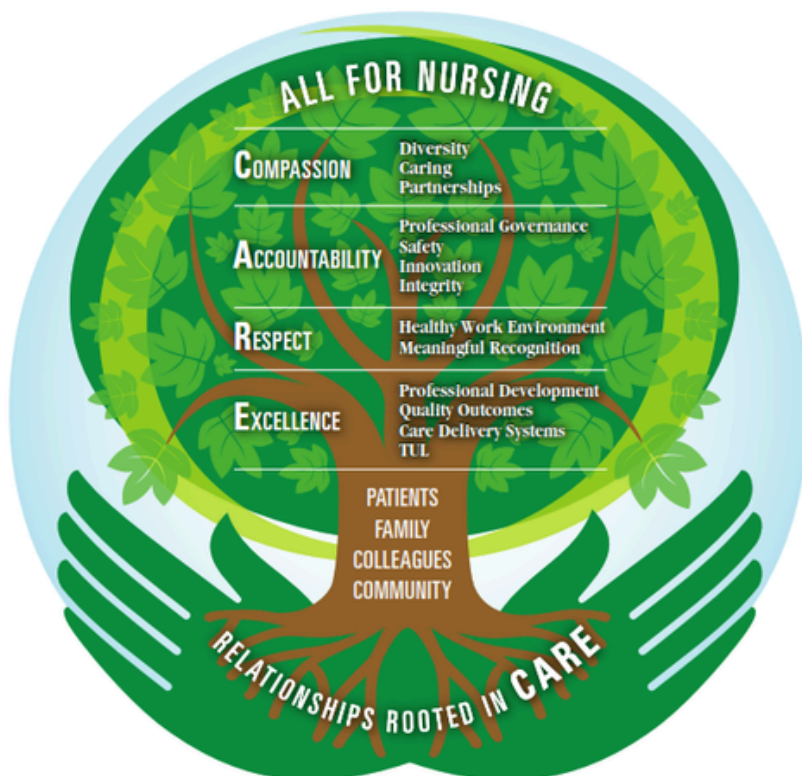 ALL FOR NURSING
COMPASSION
Diversity
Caring
Partnerships
ACCOUNTABILITY
Professional Governance
Safety
Innovation
Integrity
RESPECT
Healthy Work Environment
Meaningful Recognition
EXCELLENCE
Professional Development
Quality Outcomes
Care Delivery Systems
TUL
PATIENTS
FAMILY
COLLEAGUES
COMMUNITY
RELATIONSHIPS ROOTED IN CARE